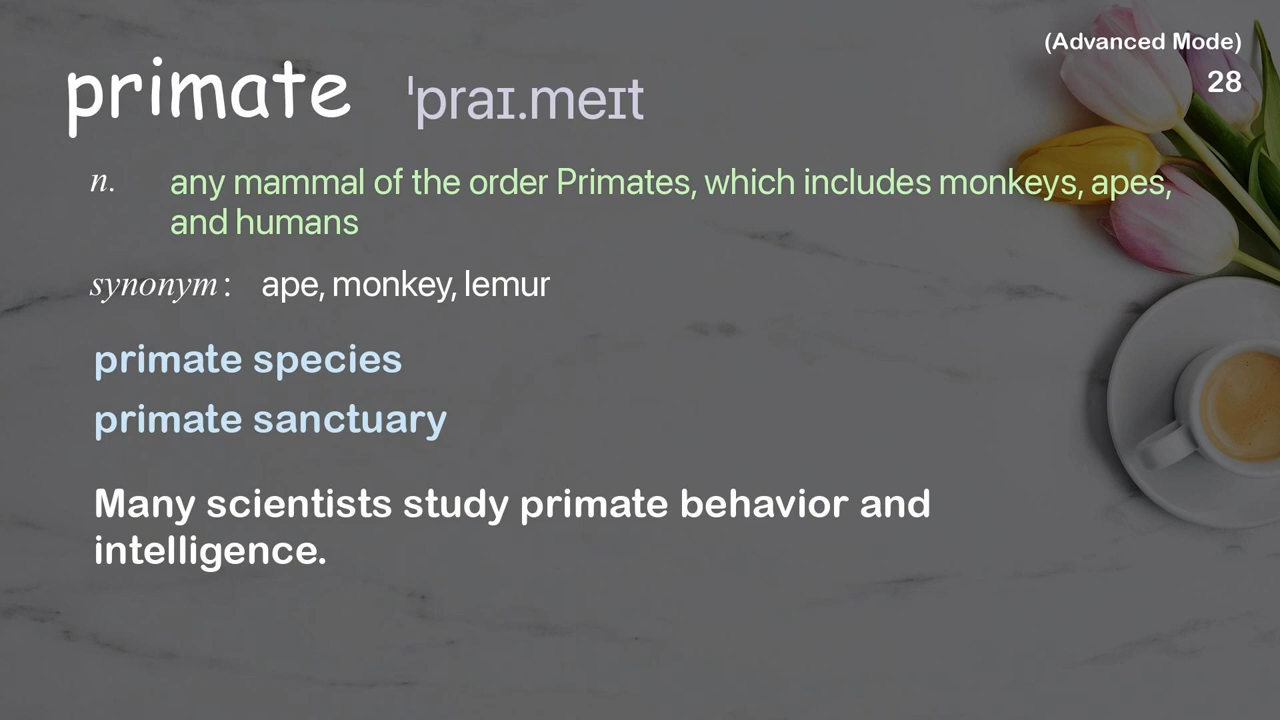 (Advanced Mode)
28
primate ˈpraɪ.meɪt
n. any mammal of the order Primates, which includes monkeys, apes,
and humans
synonym: ape, monkey, lemur
primate species
primate sanctuary
Many scientists study primate behavior and
intelligence.